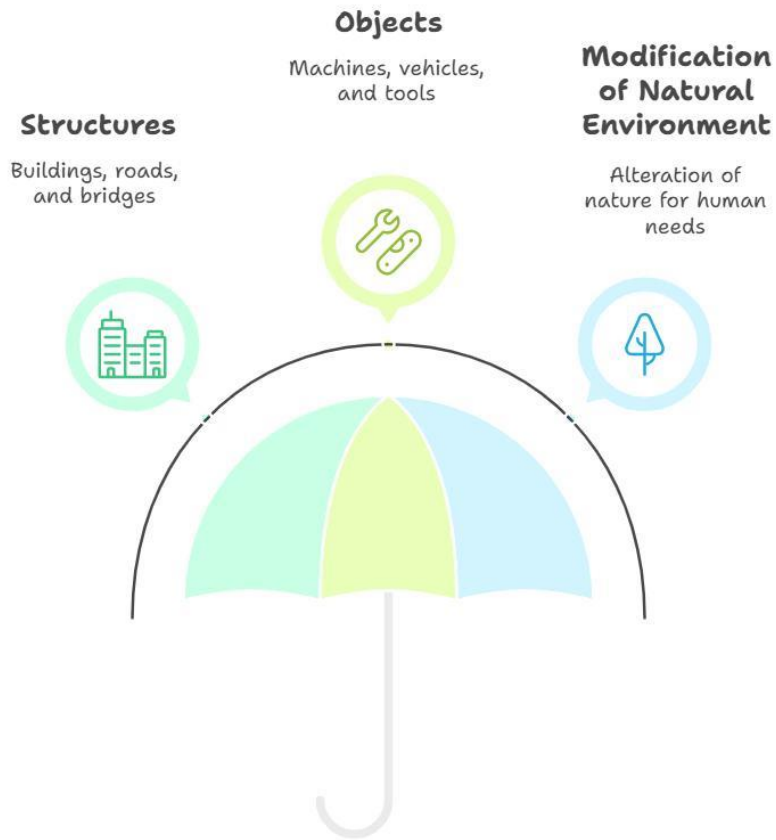 Objects
Machines, vehicles,
and tools
Modification
of Natural
Environment
Alteration of
nature for human
needs
Structures
Buildings, roads,
and bridges